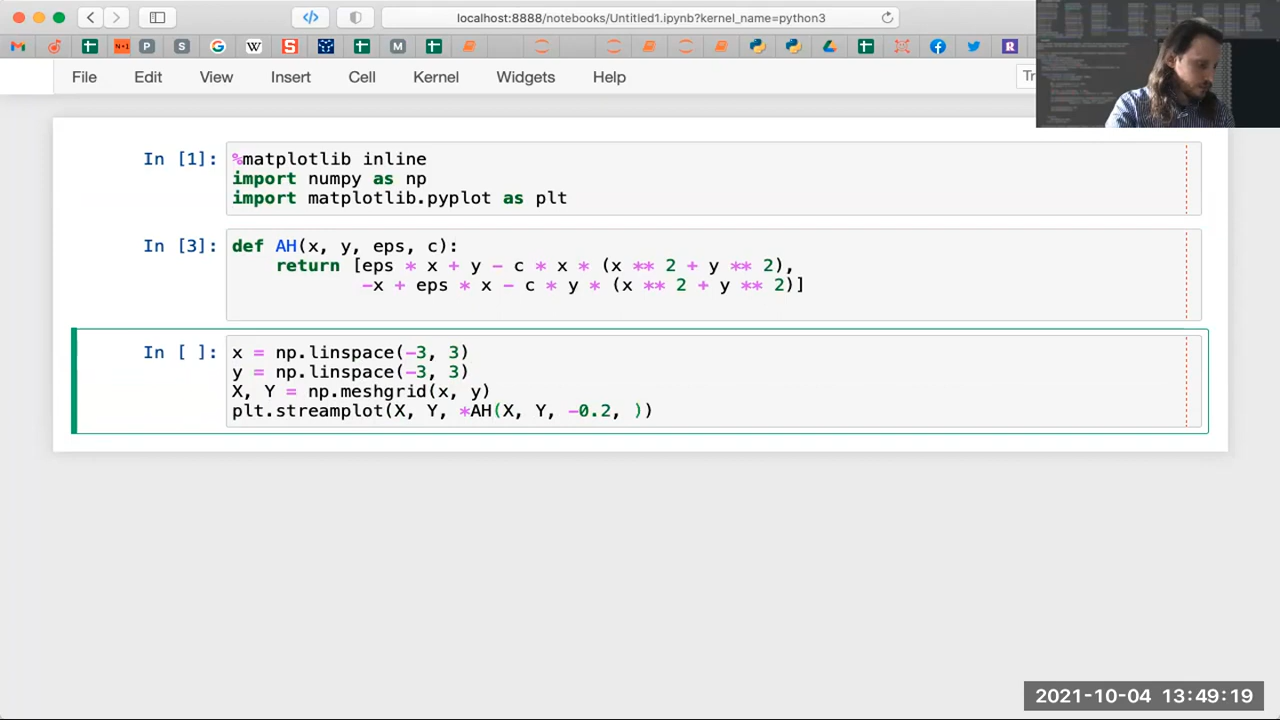 localhost:8888/notebooks/Untitled1.ipynb?kernel_name=python3
File Edit View Insert Cell Kernel Widgets Help
In [1]: %matplotlib inline
import numpy as np
import matplotlib.pyplot as plt
In [3]: def AH(x, y, eps, c):
return [eps * x + y - c * x * (x ** 2 + y ** 2),
-x + eps * x - c * y * (x ** 2 + y ** 2)]
In [ ]: x = np.linspace(-3, 3)
y = np.linspace(-3, 3)
X, Y = np.meshgrid(x, y)
plt.streamplot(X, Y, *AH(X, Y, -0.2, ))
2021-10-04 13:49:19